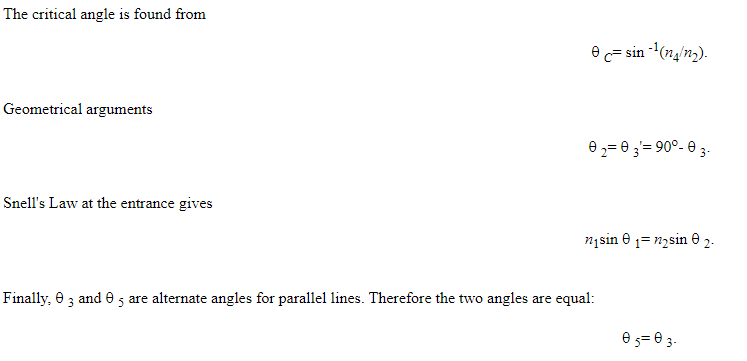 The critical angle is found from
θ C= sin -1(n4/n2).
Geometrical arguments
θ 2= θ 3'= 90o- θ 3.
Snell's Law at the entrance gives
n1sin θ 1= n2sin θ 2.
Finally, θ 3 and θ 5 are alternate angles for parallel lines. Therefore the two angles are equal:
θ 5= θ 3.